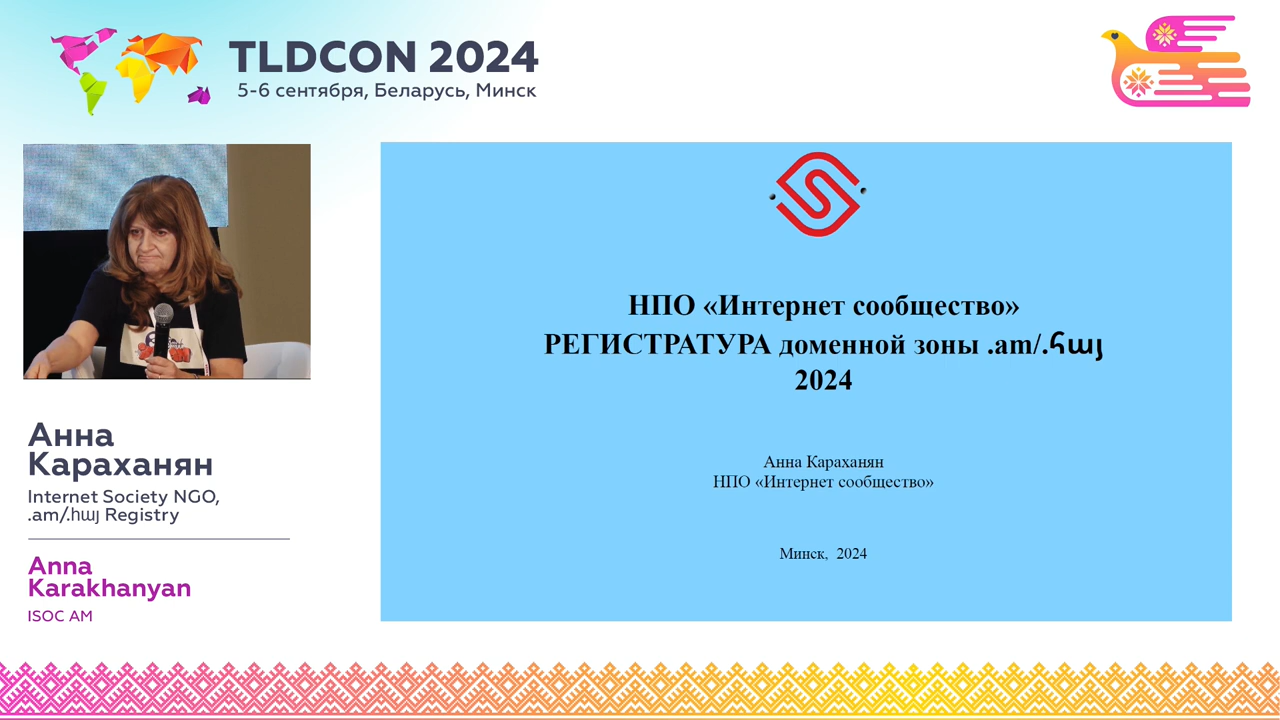 TLDCON 2024
5-6 сентября, Беларусь, Минск
НПО «Интернет сообщество»
РЕГИСТРАТУРА доменной зоны .am/.հայ
2024
Анна Караханян
НПО «Интернет сообщество»
Минск, 2024
Анна
Караханян
Internet Society NGO,
.am/.հայ Registry
Anna
Karakhanyan
ISOC AM